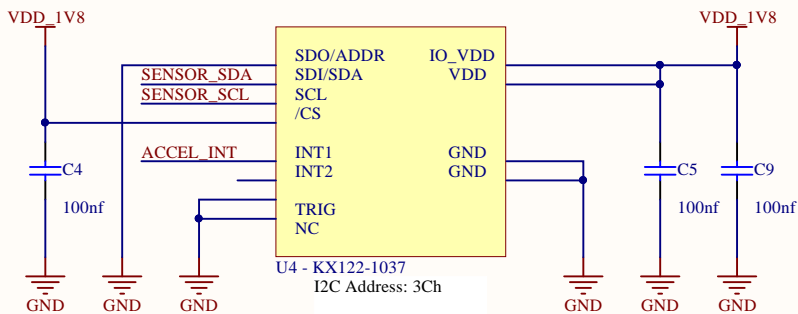 VDD_1V8
VDD_1V8
SDO/ADDR IO_VDD
SENSOR_SDA SDI/SDA VDD
SENSOR_SCL SCL
/CS
ACCEL_INT INT1 GND
C4 INT2 GND C5 C9
100nf TRIG 100nf 100nf
NC
U4 - KX122-1037
I2C Address: 3Ch
GND GND GND GND GND GND